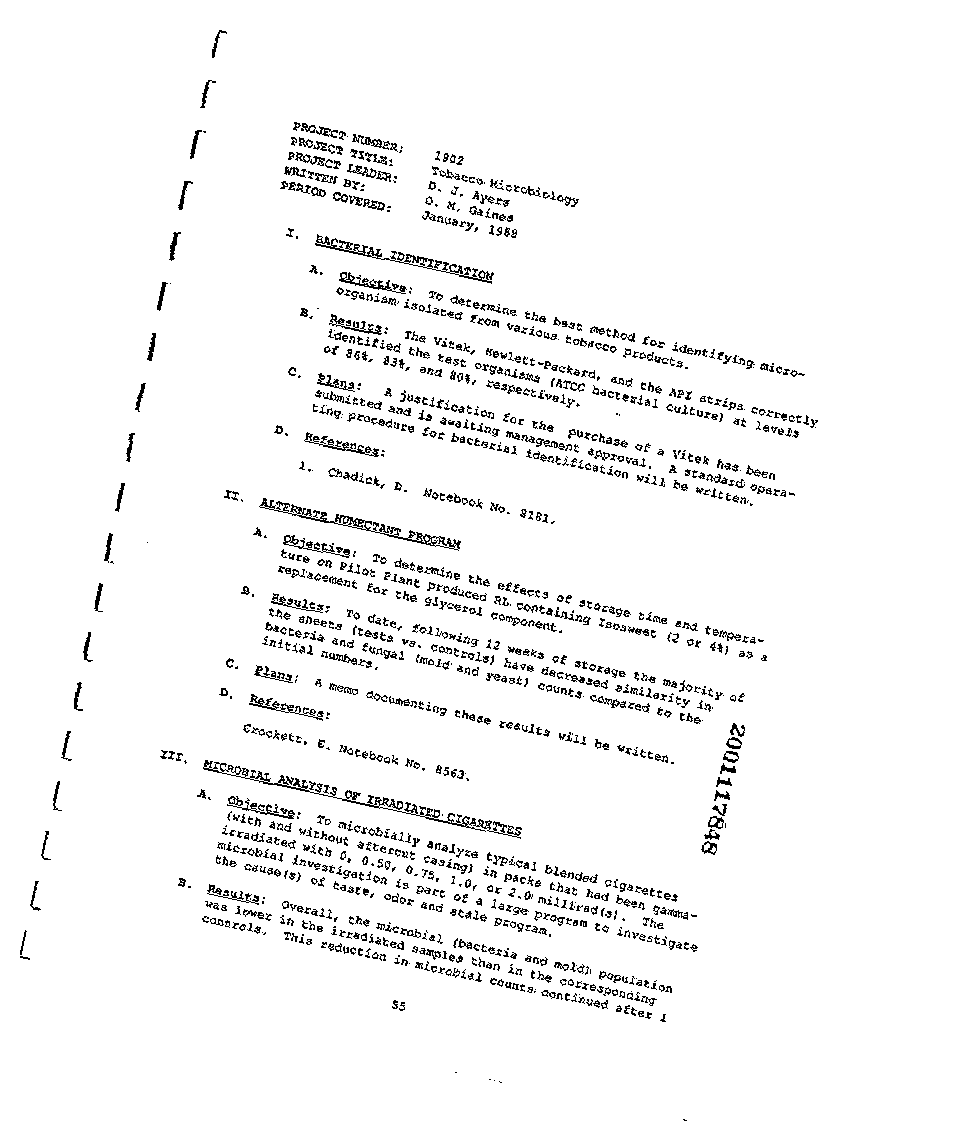 PROJECT NUMBER: 1902
PROJECT TITLE: Tobacco Microbiology
PROJECT LEADER: D. J. Ayers
WRITTEN BY: O. M. Gaines
PERIOD COVERED: January, 1988
I. BACTERIAL IDENTIFICATION
A. Objective: To determine the best method for identifying micro-
organism isolated from various tobacco products.
B. Results: The Vitek, Hewlett-Packard, and the API strips correctly
identified the test organisms (ATCC bacterial culture) at levels
of 86%, 83%, and 80%, respectively.
C. Plans: A justification for the purchase of a Vitek has been
submitted and is awaiting management approval. A standard opera-
ting procedure for bacterial identification will be written.
D. References:
1. Chadick, D. Notebook No. 8181.
II. ALTERNATE HUMECTANT PROGRAM
A. Objective: To determine the effects of storage time and tempera-
ture on Pilot Plant produced RL containing Isosweet (2 or 4%) as a
replacement for the glycerol component.
B. Results: To date, following 12 weeks of storage the majority of
the sheets (tests vs. controls) have decreased similarity in
bacteria and fungal (mold and yeast) counts compared to the
initial numbers.
C. Plans: A memo documenting these results will be written.
D. References:
Crockett, E. Notebook No. 8563.
III. MICROBIAL ANALYSIS OF IRRADIATED CIGARETTES
A. Objective: To microbially analyze typical blended cigarettes
(with and without aftercut casing) in packs that had been gamma-
irradiated with 0, 0.50, 0.75, 1.0, or 2.0 millirad(s). The
microbial investigation is part of a large program to investigate
the cause(s) of taste, odor and stale program.
B. Results: Overall, the microbial (bacteria and mold) population
was lower in the irradiated samples than in the corresponding
controls. This reduction in microbial counts continued after 1
35
2001117848